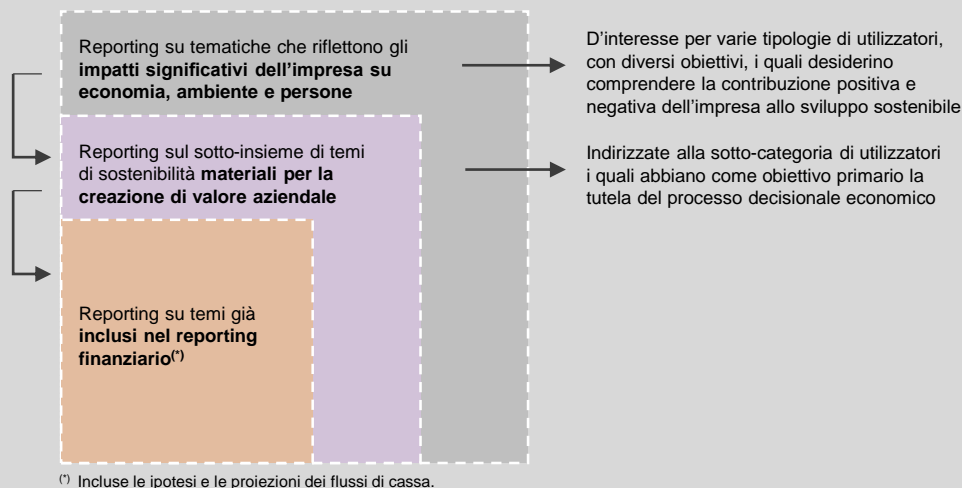 Reporting su tematiche che riflettono gli
impatti significativi dell'impresa su
economia, ambiente e persone
D'interesse per varie tipologie di utilizzatori,
con diversi obiettivi, i quali desiderino
comprendere la contribuzione positiva e
negativa dell'impresa allo sviluppo sostenibile
Reporting sul sotto-insieme di temi
di sostenibilità materiali per la
creazione di valore aziendale
Indirizzate alla sotto-categoria di utilizzatori
i quali abbiano come obiettivo primario la
tutela del processo decisionale economico
Reporting su temi già
inclusi nel reporting
finanziario(*)
(*) Incluse le ipotesi e le proiezioni dei flussi di cassa.